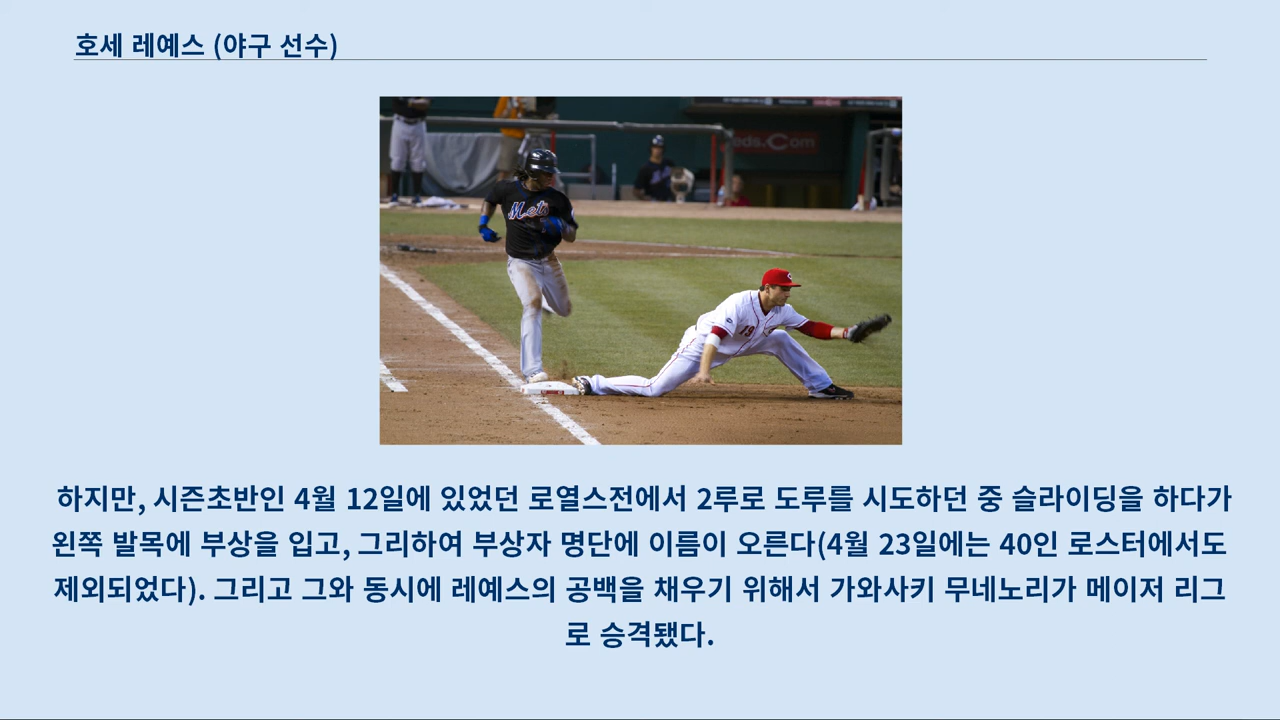 호세 레예스 (야구 선수)
eds.Com
Mets
19
하지만, 시즌초반인 4월 12일에 있었던 로열스전에서 2루로 도루를 시도하던 중 슬라이딩을 하다가
왼쪽 발목에 부상을 입고, 그리하여 부상자 명단에 이름이 오른다(4월 23일에는 40인 로스터에서도
제외되었다). 그리고 그와 동시에 레예스의 공백을 채우기 위해서 가와사키 무네노리가 메이저 리그
로 승격됐다.